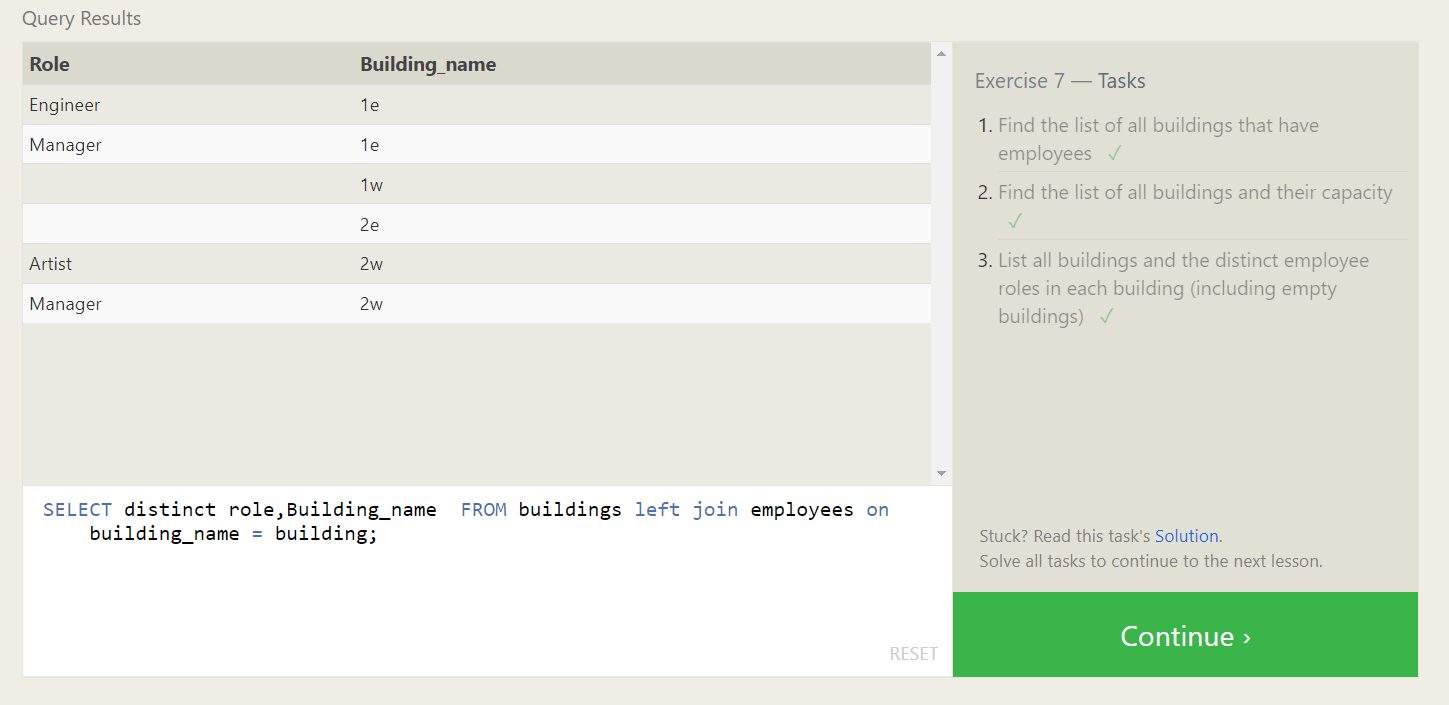 Query Results
Role Building_name
Engineer 1e
Manager 1e
1w
2e
Artist 2w
Manager 2w
SELECT distinct role,Building_name  FROM buildings left join employees on
building_name = building;
RESET
Exercise 7 — Tasks
1. Find the list of all buildings that have
employees ✓
2. Find the list of all buildings and their capacity
✓
3. List all buildings and the distinct employee
roles in each building (including empty
buildings) ✓
Stuck? Read this task's Solution.
Solve all tasks to continue to the next lesson.
Continue ›